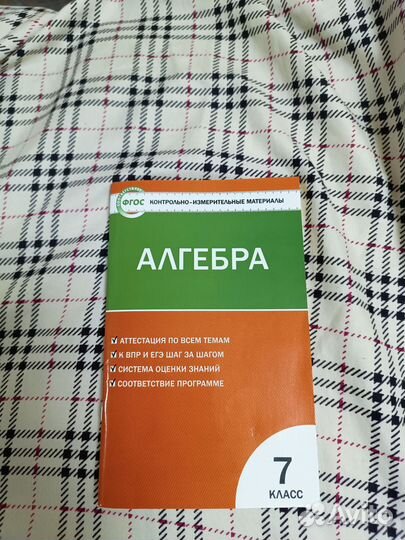 ФГОС
КОНТРОЛЬНО-ИЗМЕРИТЕЛЬНЫЕ МАТЕРИАЛЫ
АЛГЕБРА
АТТЕСТАЦИЯ ПО ВСЕМ ТЕМАМ
К ВПР И ЕГЭ ШАГ ЗА ШАГОМ
СИСТЕМА ОЦЕНКИ ЗНАНИЙ
СООТВЕТСТВИЕ ПРОГРАММЕ
7
КЛАСС
Avito